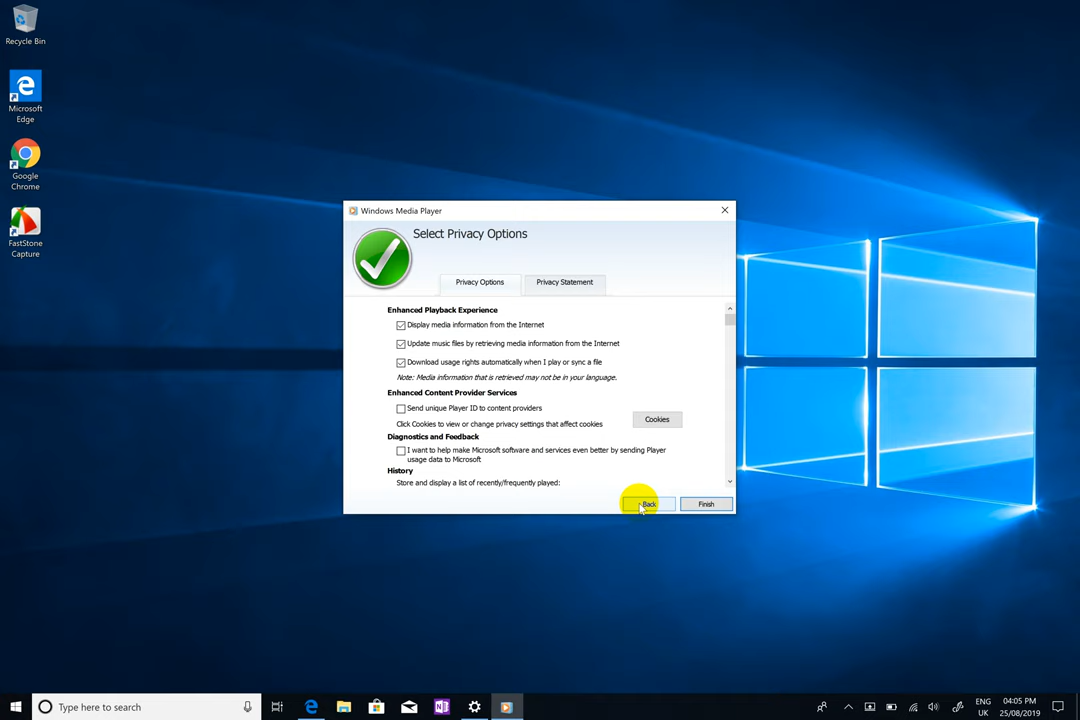 Recycle Bin
Microsoft
Edge
Google
Chrome
FastStone
Capture
Windows Media Player
Select Privacy Options
Privacy Options
Privacy Statement
Enhanced Playback Experience
Display media information from the Internet
Update music files by retrieving media information from the Internet
Download usage rights automatically when I play or sync a file
Note: Media information that is retrieved may not be in your language.
Enhanced Content Provider Services
Send unique Player ID to content providers
Click Cookies to view or change privacy settings that affect cookies
Cookies
Diagnostics and Feedback
I want to help make Microsoft software and services even better by sending Player
usage data to Microsoft
History
Store and display a list of recently/frequently played:
Back
Finish
Type here to search
ENG
UK
04:05 PM
25/08/2019